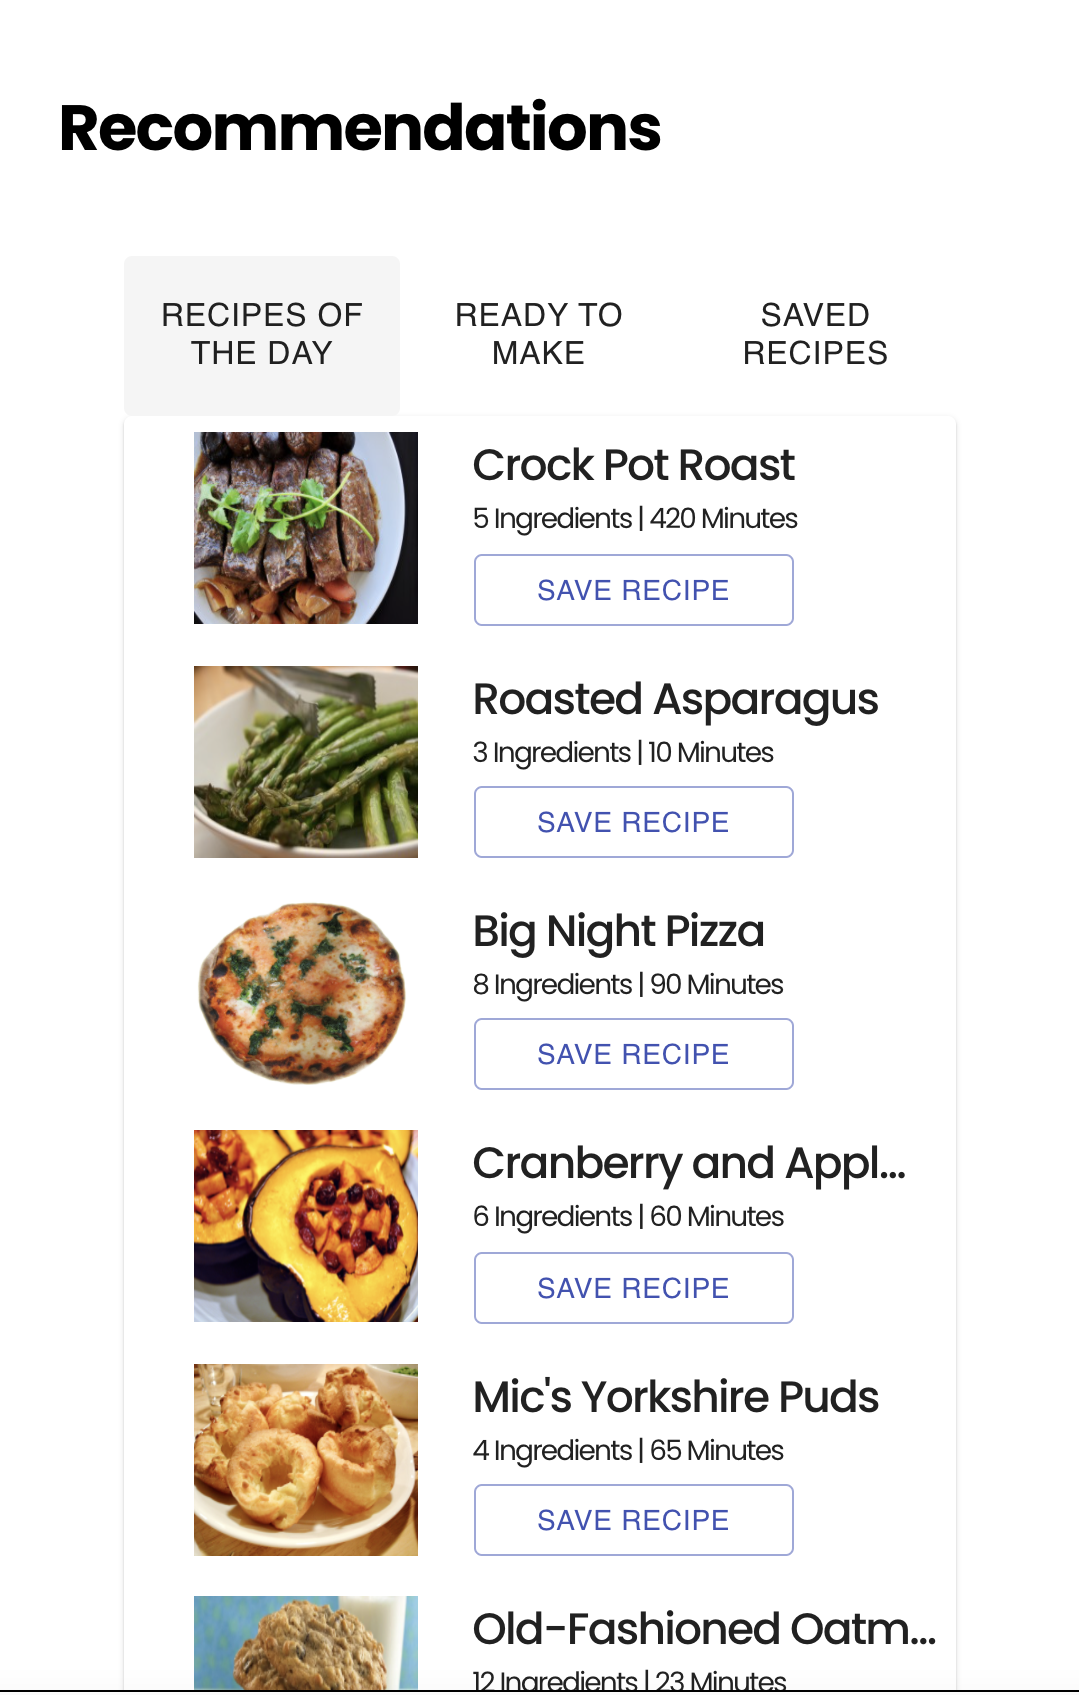 Recommendations
RECIPES OF
THE DAY
READY TO
MAKE
SAVED
RECIPES
Crock Pot Roast
5 Ingredients | 420 Minutes
SAVE RECIPE
Roasted Asparagus
3 Ingredients | 10 Minutes
SAVE RECIPE
Big Night Pizza
8 Ingredients | 90 Minutes
SAVE RECIPE
Cranberry and Appl...
6 Ingredients | 60 Minutes
SAVE RECIPE
Mic's Yorkshire Puds
4 Ingredients | 65 Minutes
SAVE RECIPE
Old-Fashioned Oatm...
12 Ingredients | 23 Minutes